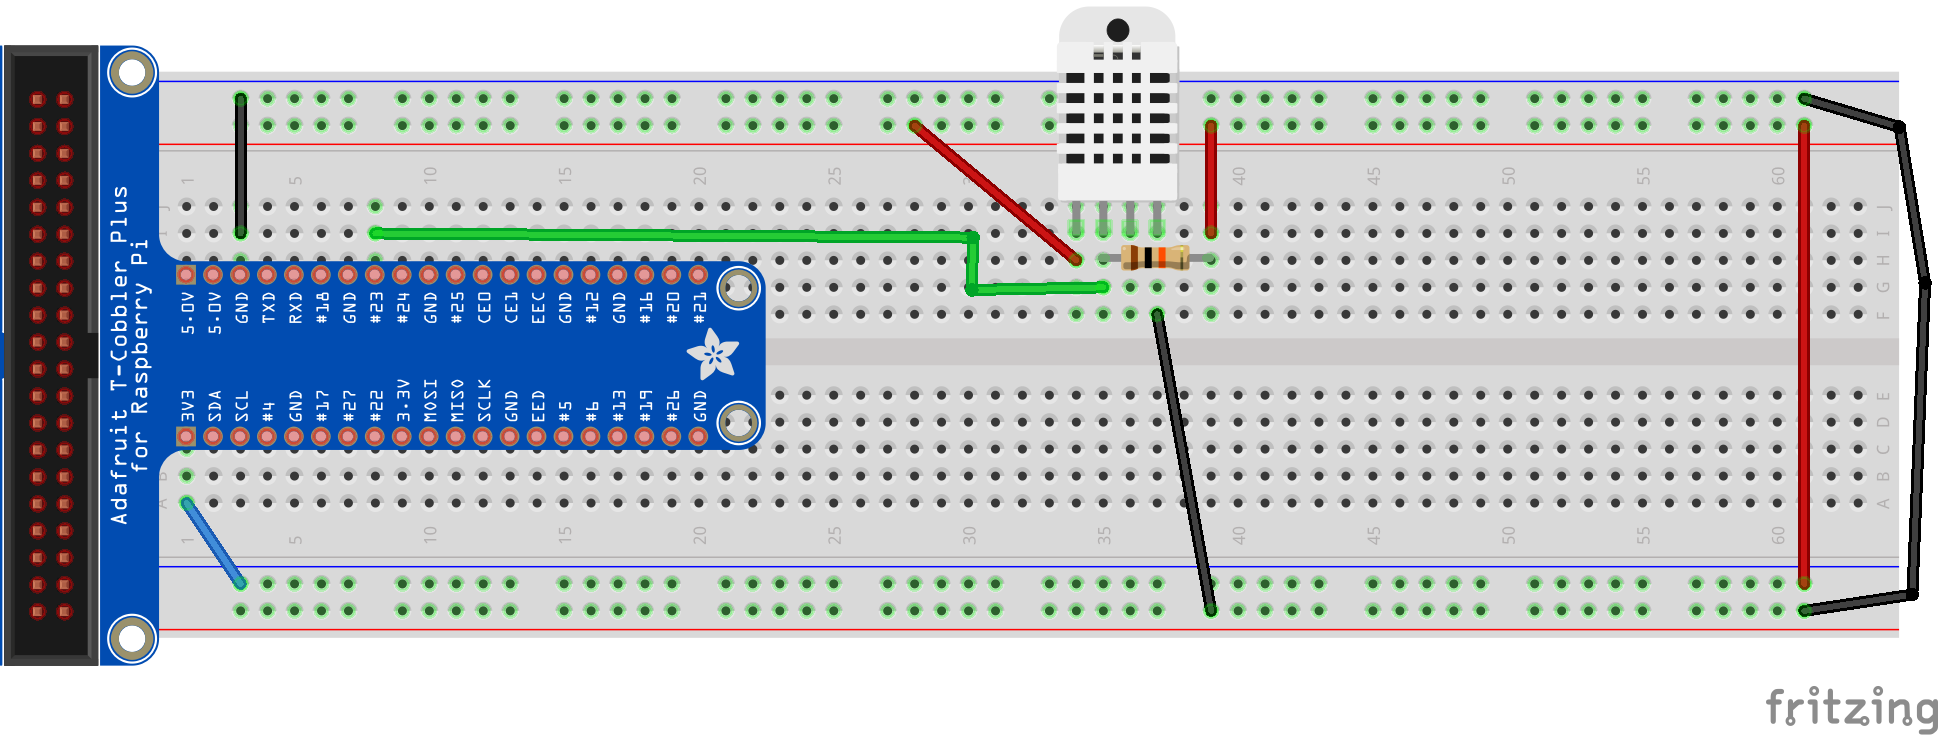 Adafruit T-Cobbler Plus
for Raspberry Pi
1 5 10 15 20 25 40 45 50 55 60
J
I
H
G
F
5.0V 5.0V GND TXD RXD #18 GND #23 #24 GND #25 CE0 CE1 EEC GND #12 GND #16 #20 #21
3V3 SDA SCL #4 GND #17 #27 #22 3.3V MOSI MISO SCLK GND EED #5 #6 #13 #19 #26 GND
E
D
C
B
A
1 5 10 15 20 25 30 35 40 45 50 55 60
fritzing